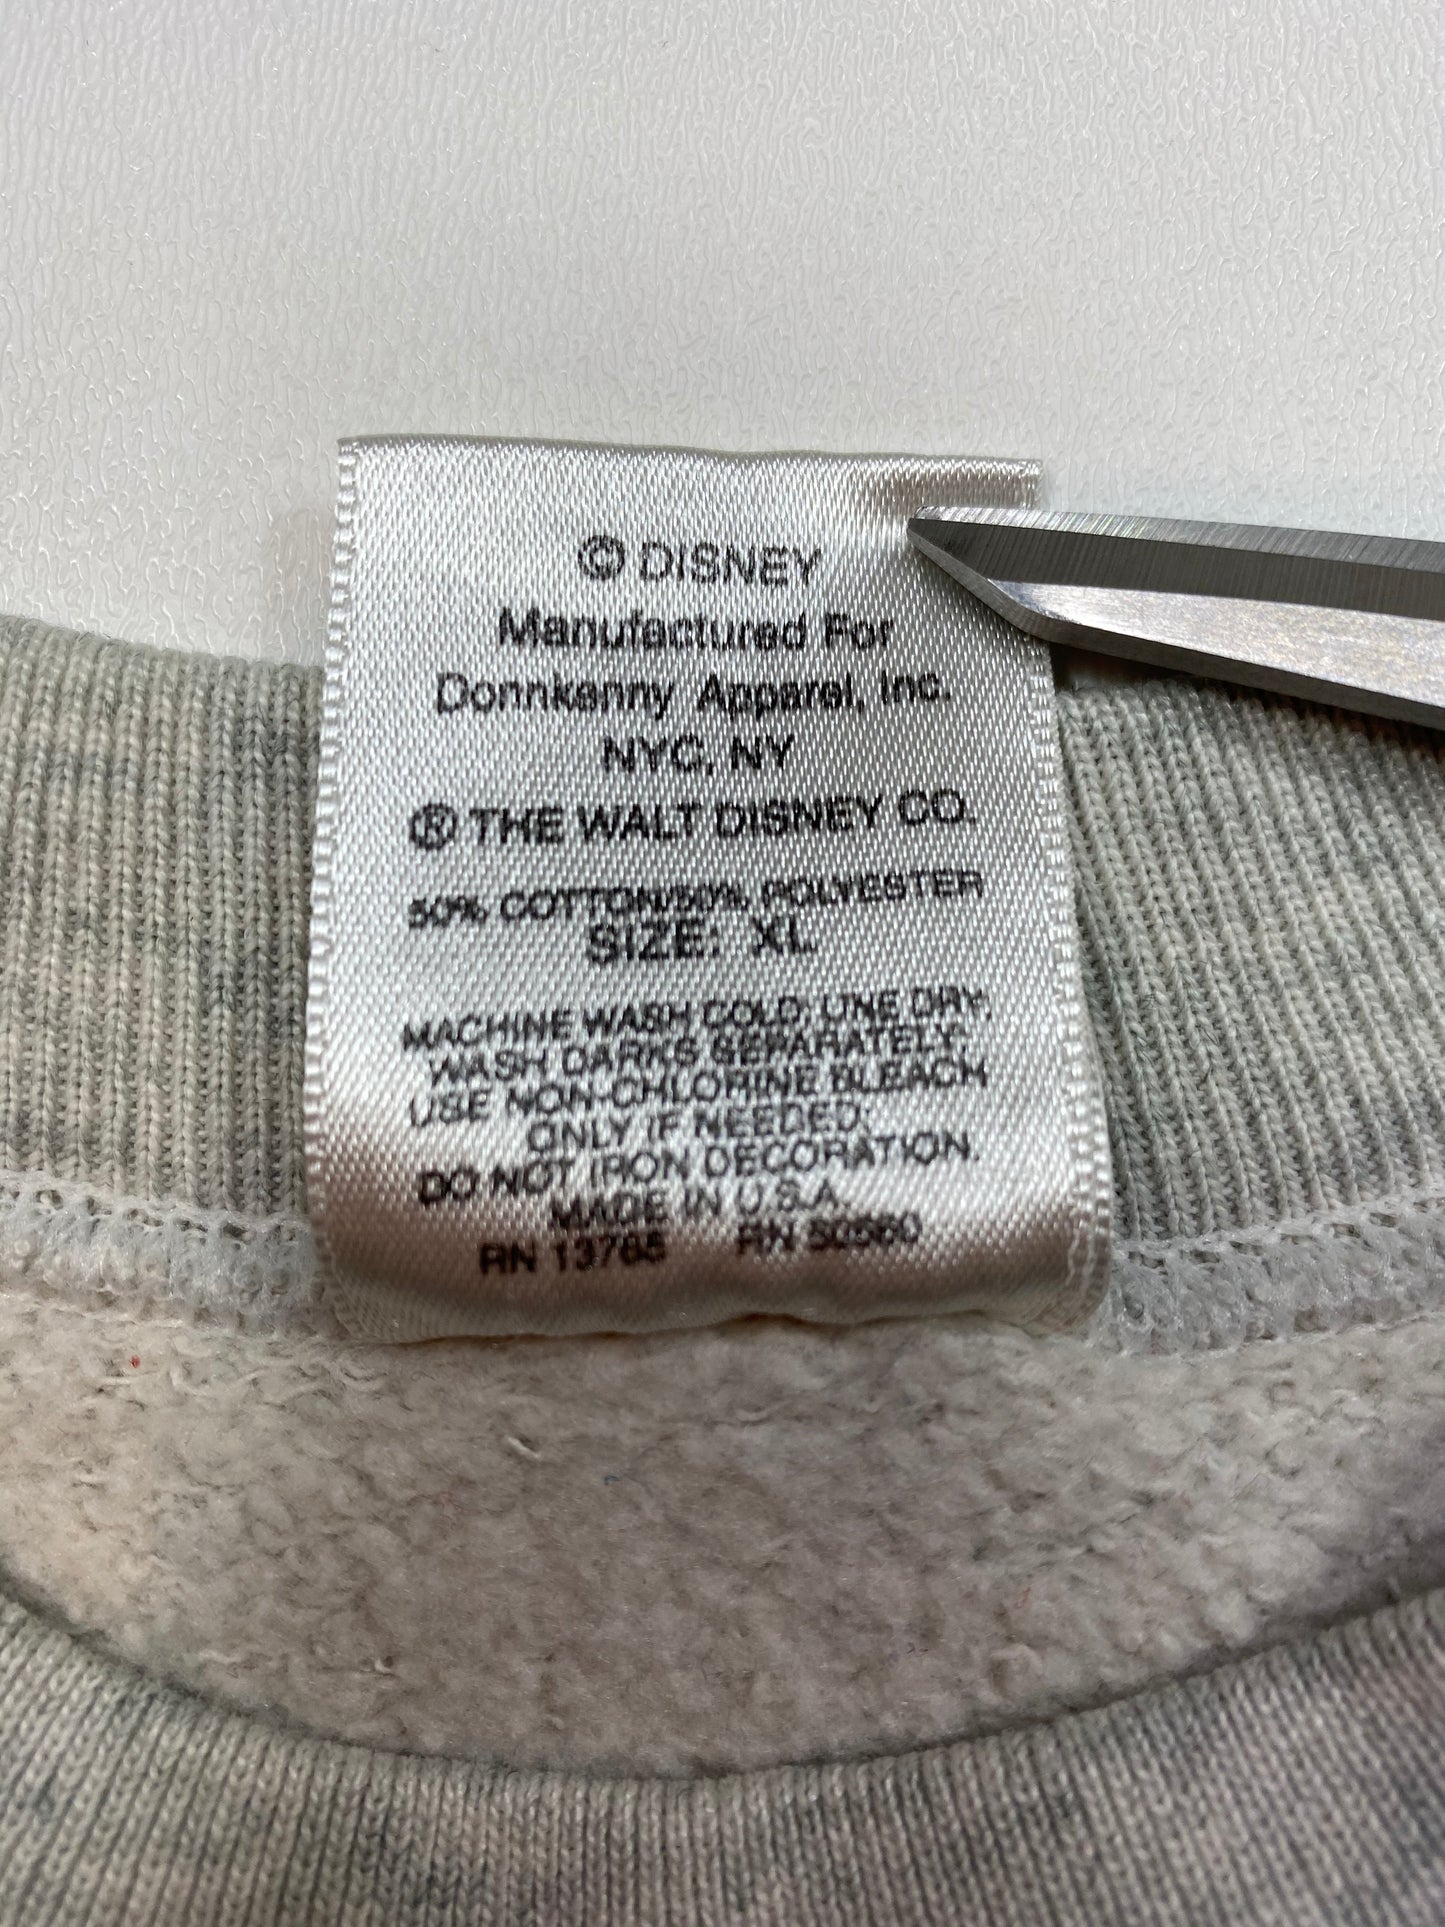 © DISNEY
Manufactured For
Donnkenny Apparel, Inc.
NYC, NY
® THE WALT DISNEY CO.
50% COTTON/50% POLYESTER
SIZE: XL
MACHINE WASH COLD, LINE DRY.
WASH DARKS SEPARATELY.
USE NON-CHLORINE BLEACH
ONLY IF NEEDED.
DO NOT IRON DECORATION.
MADE IN U.S.A.
RN 13765 RN 50560